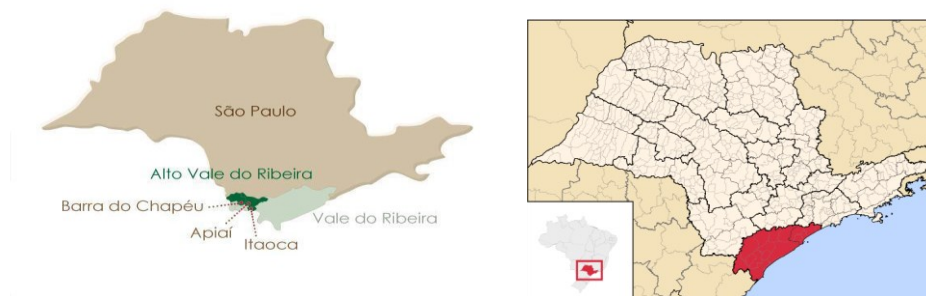 São Paulo
Alto Vale do Ribeira
Barra do Chapéu
Vale do Ribeira
Apiaí
Itaoca